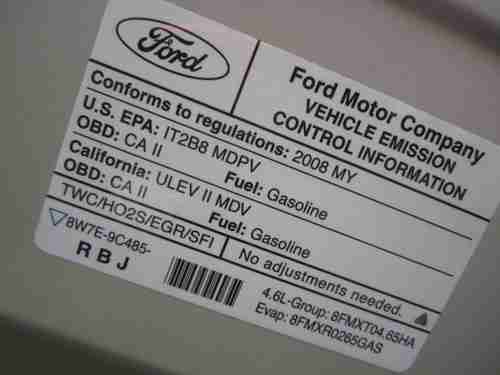 Ford
Ford Motor Company
VEHICLE EMISSION
CONTROL INFORMATION
Conforms to regulations: 2008 MY
U.S. EPA: IT2B8 MDPV
OBD: CA II Fuel: Gasoline
California: ULEV II MDV
OBD: CA II Fuel: Gasoline
TWC/HO2S/EGR/SFI
No adjustments needed.
8W7E-9C485-
R B J
4.6L-Group: 8FMXT04.65HA
Evap: 8FMXR0265GAS